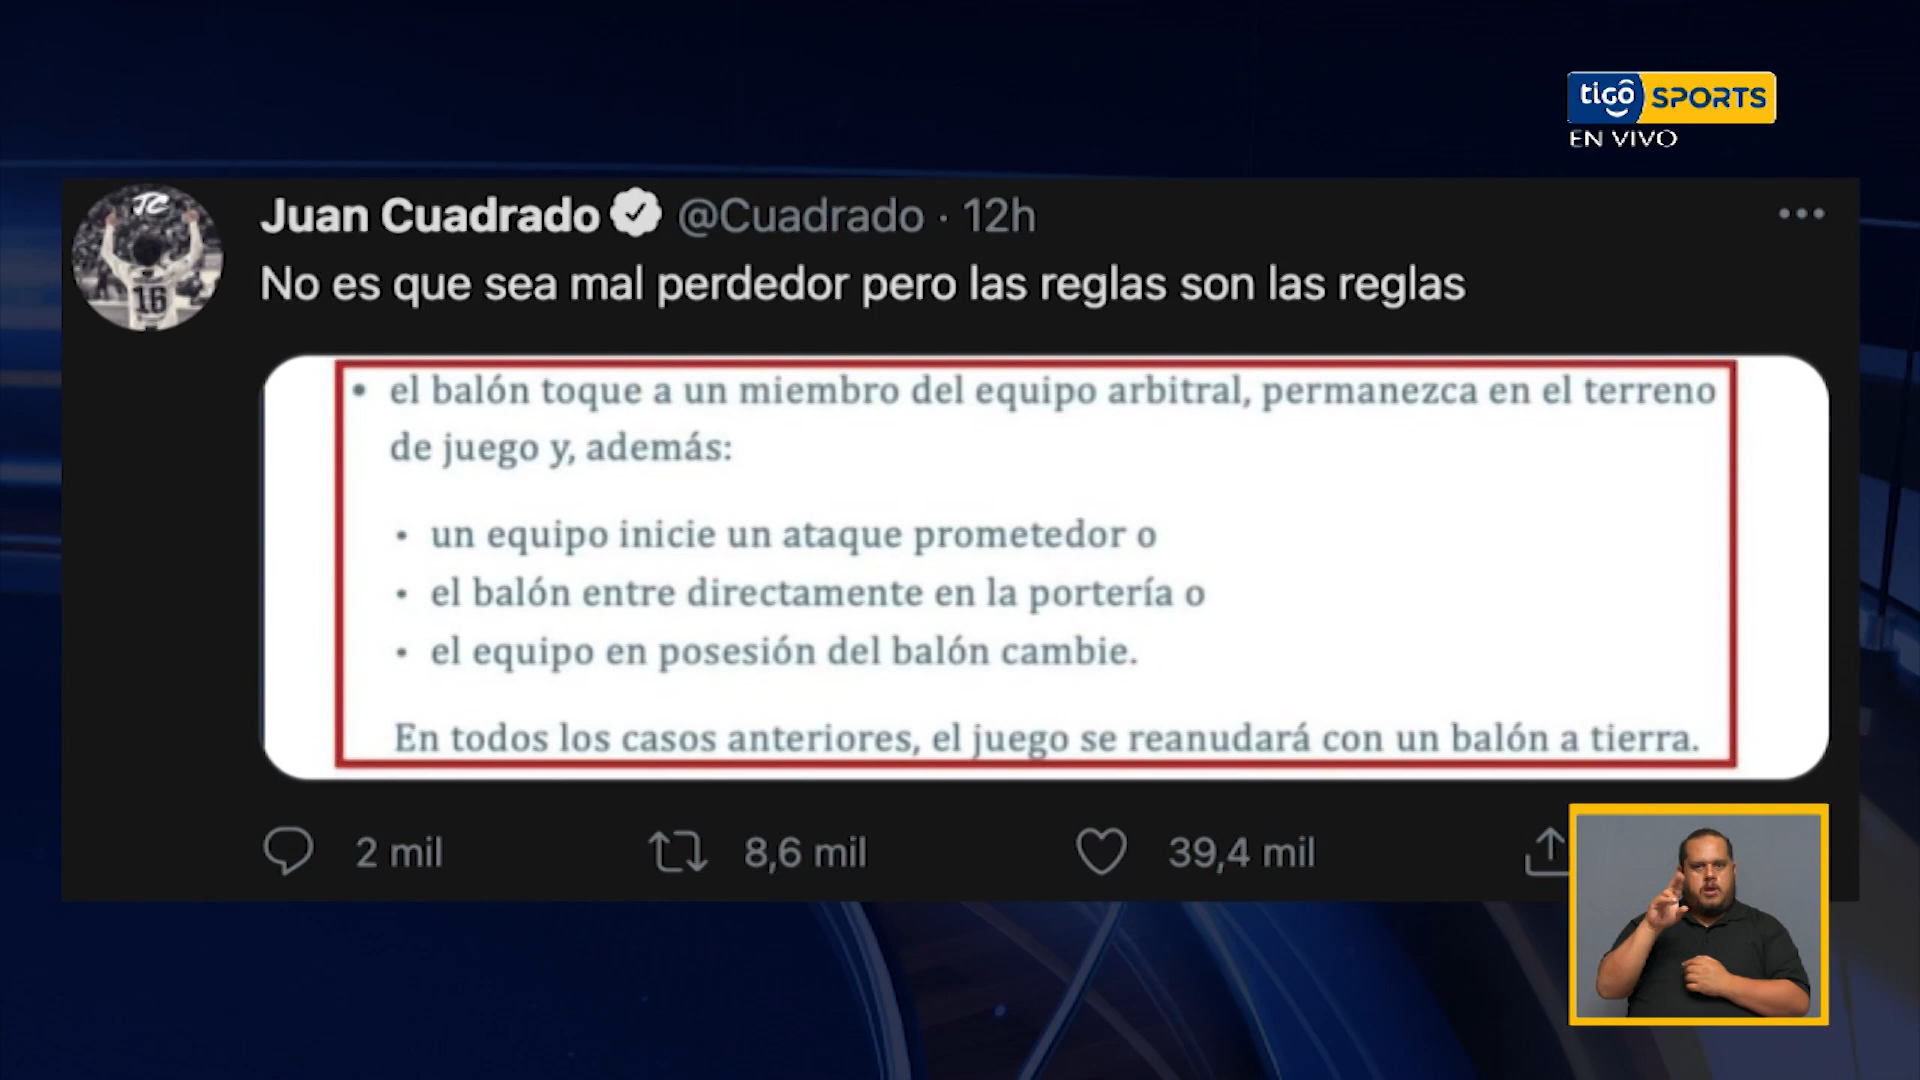 tigo SPORTS
EN VIVO
JC
16
Juan Cuadrado @Cuadrado · 12h
No es que sea mal perdedor pero las reglas son las reglas
• el balón toque a un miembro del equipo arbitral, permanezca en el terreno
de juego y, además:
• un equipo inicie un ataque prometedor o
• el balón entre directamente en la portería o
• el equipo en posesión del balón cambie.
En todos los casos anteriores, el juego se reanudará con un balón a tierra.
2 mil 8,6 mil 39,4 mil